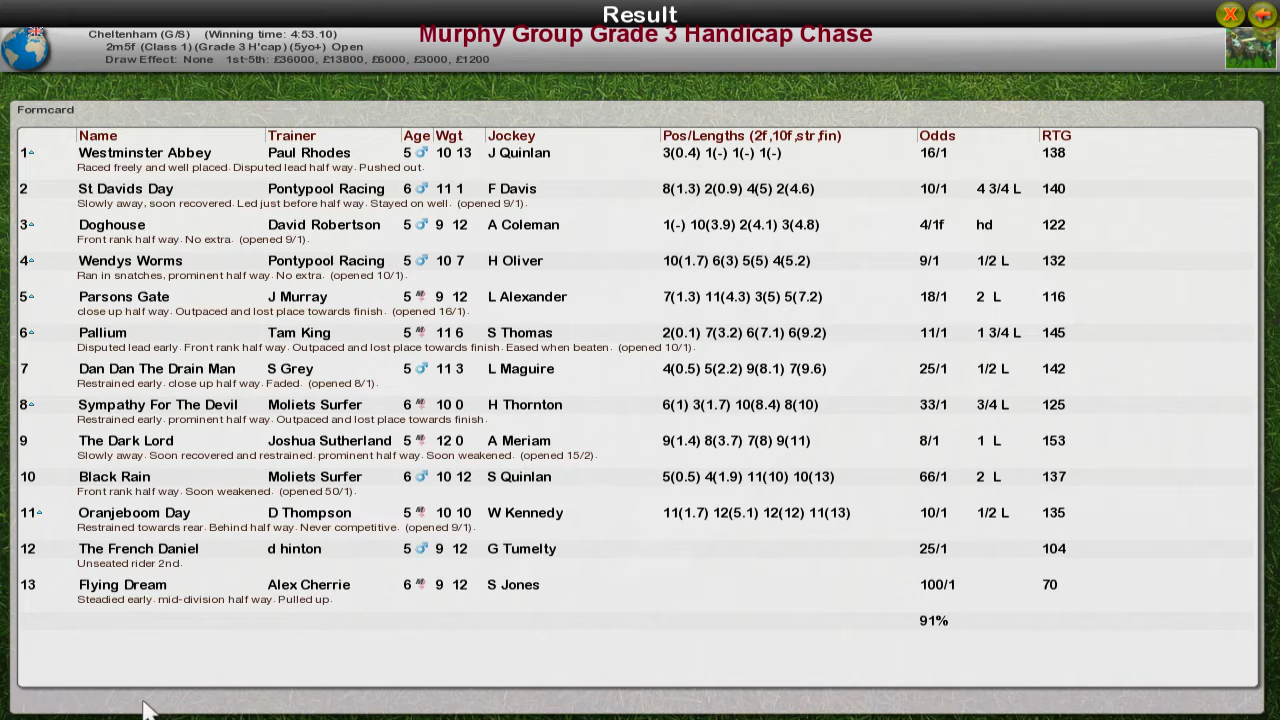 Result
Murphy Group Grade 3 Handicap Chase
Cheltenham (G/S) (Winning time: 4:53.10)
2m5f (Class 1) (Grade 3 H'cap) (5yo+) Open
Draw Effect: None 1st-5th: £36000, £13800, £6000, £3000, £1200
Formcard
Name Trainer Age Wgt Jockey Pos/Lengths (2f,10f,str,fin) Odds RTG
1 Westminster Abbey Paul Rhodes 5 10 13 J Quinlan 3(0.4) 1(-) 1(-) 1(-) 16/1 138
Raced freely and well placed. Disputed lead half way. Pushed out.
2 St Davids Day Pontypool Racing 6 11 1 F Davis 8(1.3) 2(0.9) 4(5) 2(4.6) 10/1 4 3/4 L 140
Slowly away, soon recovered. Led just before half way. Stayed on well. (opened 9/1).
3 Doghouse David Robertson 5 9 12 A Coleman 1(-) 10(3.9) 2(4.1) 3(4.8) 4/1f hd 122
Front rank half way. No extra. (opened 9/1).
4 Wendys Worms Pontypool Racing 5 10 7 H Oliver 10(1.7) 6(3) 5(5) 4(5.2) 9/1 1/2 L 132
Ran in snatches, prominent half way. No extra. (opened 10/1).
5 Parsons Gate J Murray 5 9 12 L Alexander 7(1.3) 11(4.3) 3(5) 5(7.2) 18/1 2 L 116
close up half way. Outpaced and lost place towards finish. (opened 16/1).
6 Pallium Tam King 5 11 6 S Thomas 2(0.1) 7(3.2) 6(7.1) 6(9.2) 11/1 1 3/4 L 145
Disputed lead early. Front rank half way. Outpaced and lost place towards finish. Eased when beaten. (opened 10/1).
7 Dan Dan The Drain Man S Grey 5 11 3 L Maguire 4(0.5) 5(2.2) 9(8.1) 7(9.6) 25/1 1/2 L 142
Restrained early. close up half way. Faded. (opened 8/1).
8 Sympathy For The Devil Moliets Surfer 6 10 0 H Thornton 6(1) 3(1.7) 10(8.4) 8(10) 33/1 3/4 L 125
Restrained early. prominent half way. Outpaced and lost place towards finish.
9 The Dark Lord Joshua Sutherland 5 12 0 A Meriam 9(1.4) 8(3.7) 7(8) 9(11) 8/1 1 L 153
Slowly away. Soon recovered and restrained. prominent half way. Soon weakened. (opened 15/2).
10 Black Rain Moliets Surfer 6 10 12 S Quinlan 5(0.5) 4(1.9) 11(10) 10(13) 66/1 2 L 137
Front rank half way. Soon weakened. (opened 50/1).
11 Oranjeboom Day D Thompson 5 10 10 W Kennedy 11(1.7) 12(5.1) 12(12) 11(13) 10/1 1/2 L 135
Restrained towards rear. Behind half way. Never competitive. (opened 9/1).
12 The French Daniel d hinton 5 9 12 G Tumelty 25/1 104
Unseated rider 2nd.
13 Flying Dream Alex Cherrie 6 9 12 S Jones 100/1 70
Steadied early. mid-division half way. Pulled up.
91%